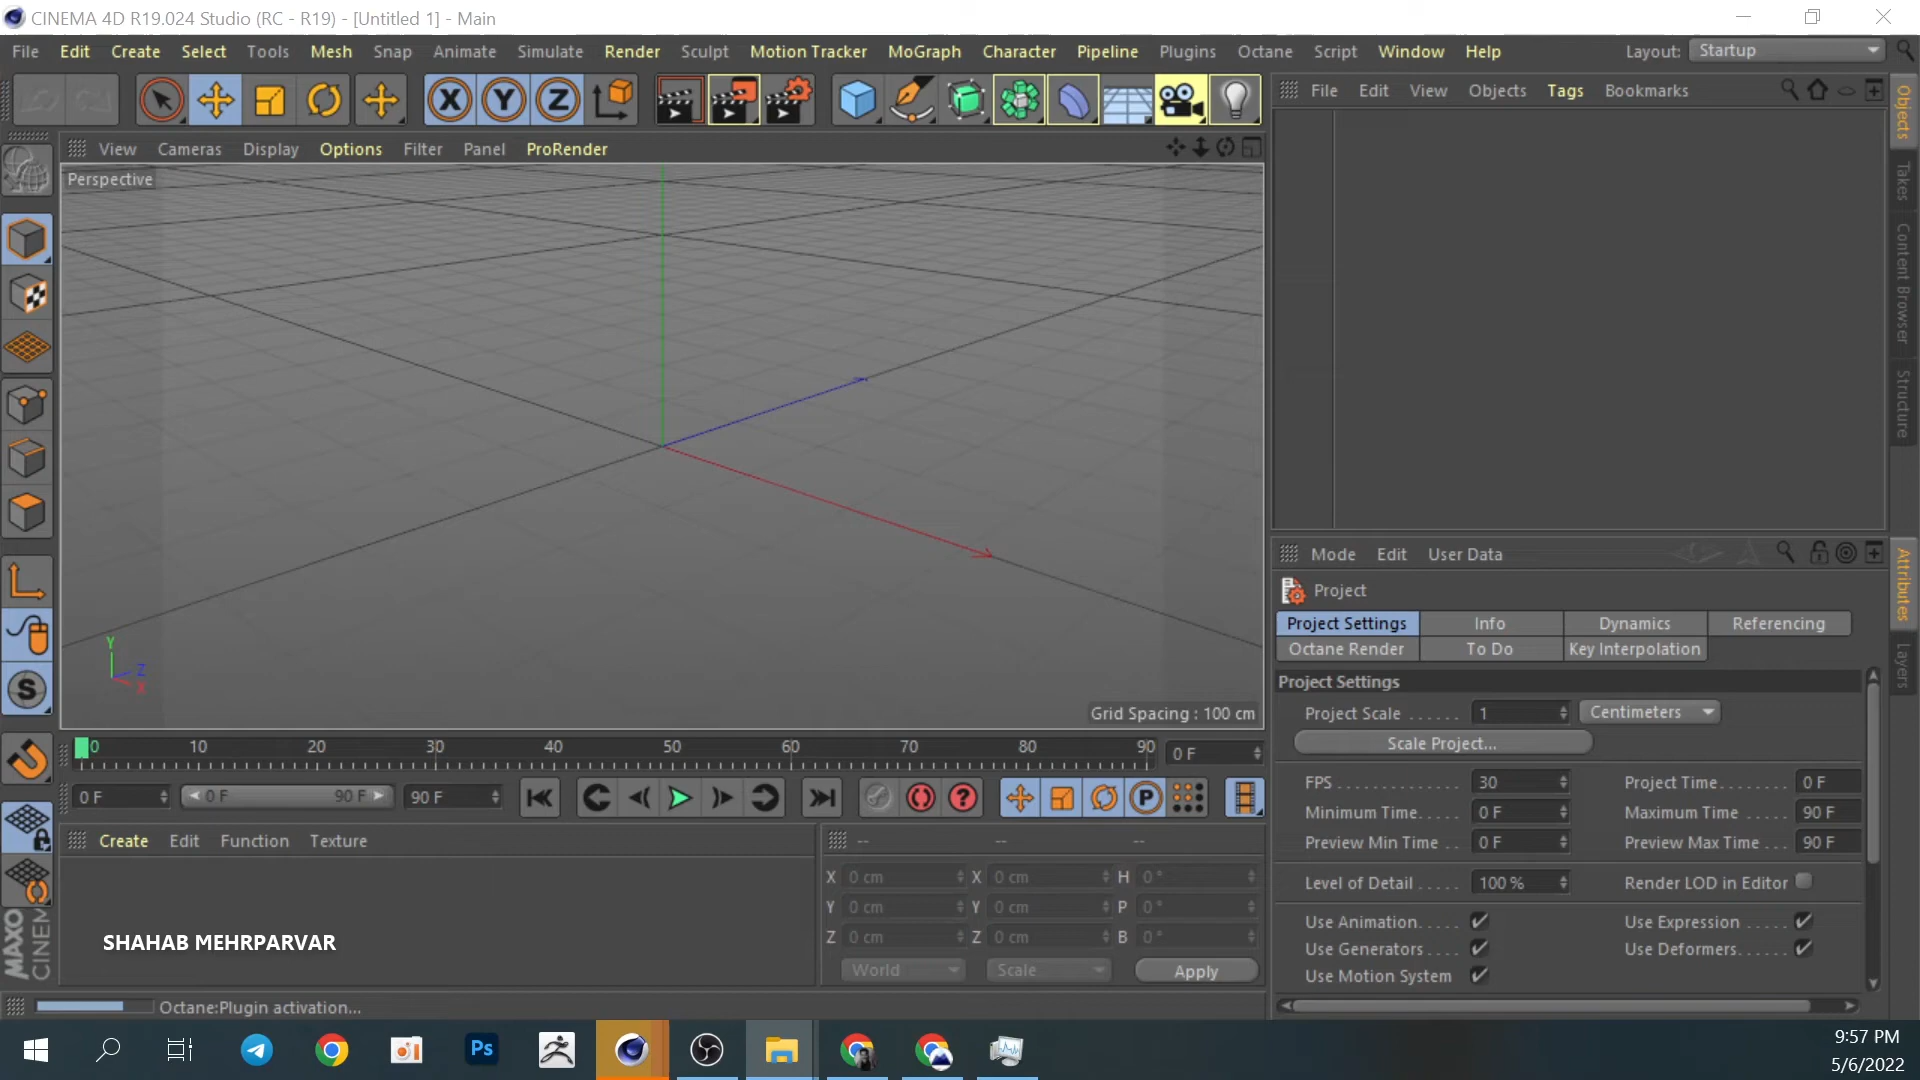 CINEMA 4D R19.024 Studio (RC - R19) - [Untitled 1] - Main
File Edit Create Select Tools Mesh Snap Animate Simulate Render Sculpt Motion Tracker MoGraph Character Pipeline Plugins Octane Script Window Help Layout: Startup
X Y Z
File Edit View Objects Tags Bookmarks
View Cameras Display Options Filter Panel ProRender
Perspective
Objects
Takes
Content Browser
Structure
Y
Z
X
Grid Spacing : 100 cm
S
0 10 20 30 40 50 60 70 80 90 0 F
0 F 0 F 90 F 90 F ? P
Create Edit Function Texture
-- -- --
X 0 cm X 0 cm H 0 °
Y 0 cm Y 0 cm P 0 °
Z 0 cm Z 0 cm B 0 °
World Scale Apply
MAXO
CINEM
SHAHAB MEHRPARVAR
Octane:Plugin activation...
Mode Edit User Data
Attributes
Layers
Project
Project Settings Info Dynamics Referencing
Octane Render To Do Key Interpolation
Project Settings
Project Scale . . . . . . 1 Centimeters
Scale Project...
FPS . . . . . . . . . . . . . 30 Project Time. . . . . . . . 0 F
Minimum Time. . . . . 0 F Maximum Time . . . . . 90 F
Preview Min Time . . 0 F Preview Max Time . . . 90 F
Level of Detail . . . . . 100 % Render LOD in Editor
Use Animation. . . . . Use Expression . . . . .
Use Generators . . . . Use Deformers. . . . . .
Use Motion System
Ps
9:57 PM
5/6/2022